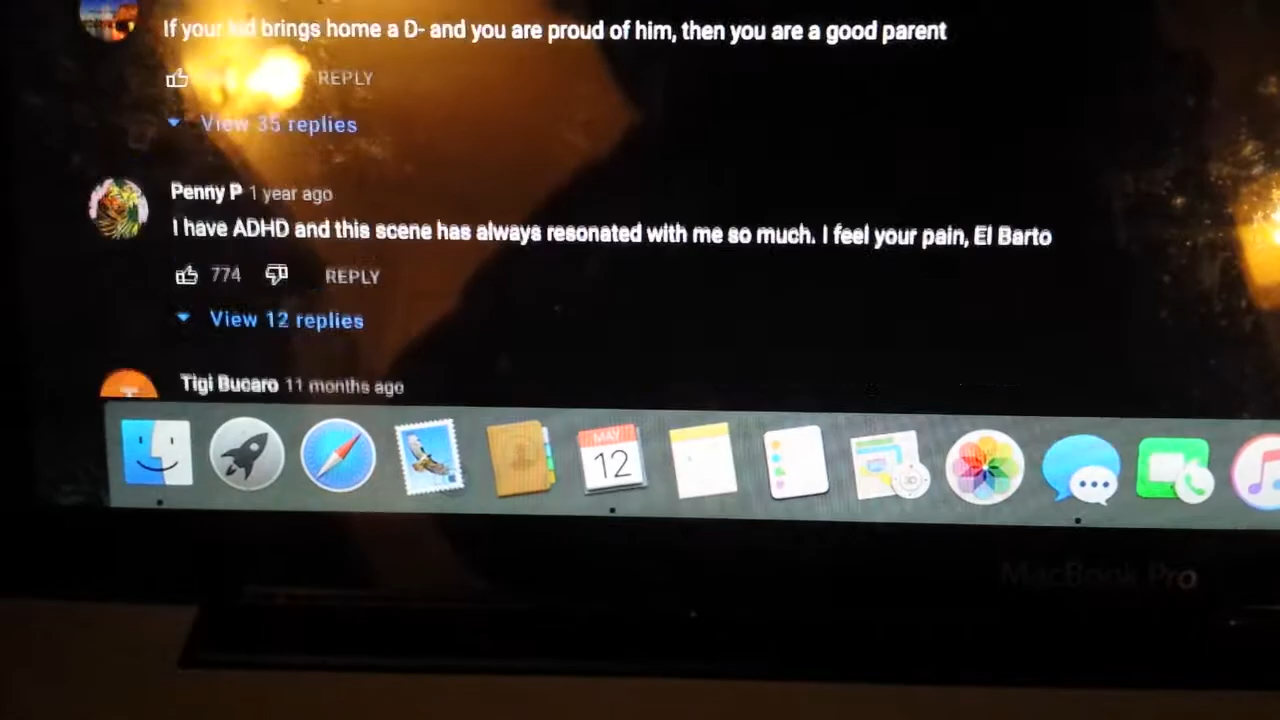 If your kid brings home a D- and you are proud of him, then you are a good parent
REPLY
View 35 replies
Penny P 1 year ago
I have ADHD and this scene has always resonated with me so much. I feel your pain, El Barto
774 REPLY
View 12 replies
Tigi Bucaro 11 months ago
MAY
12
3D
MacBook Pro